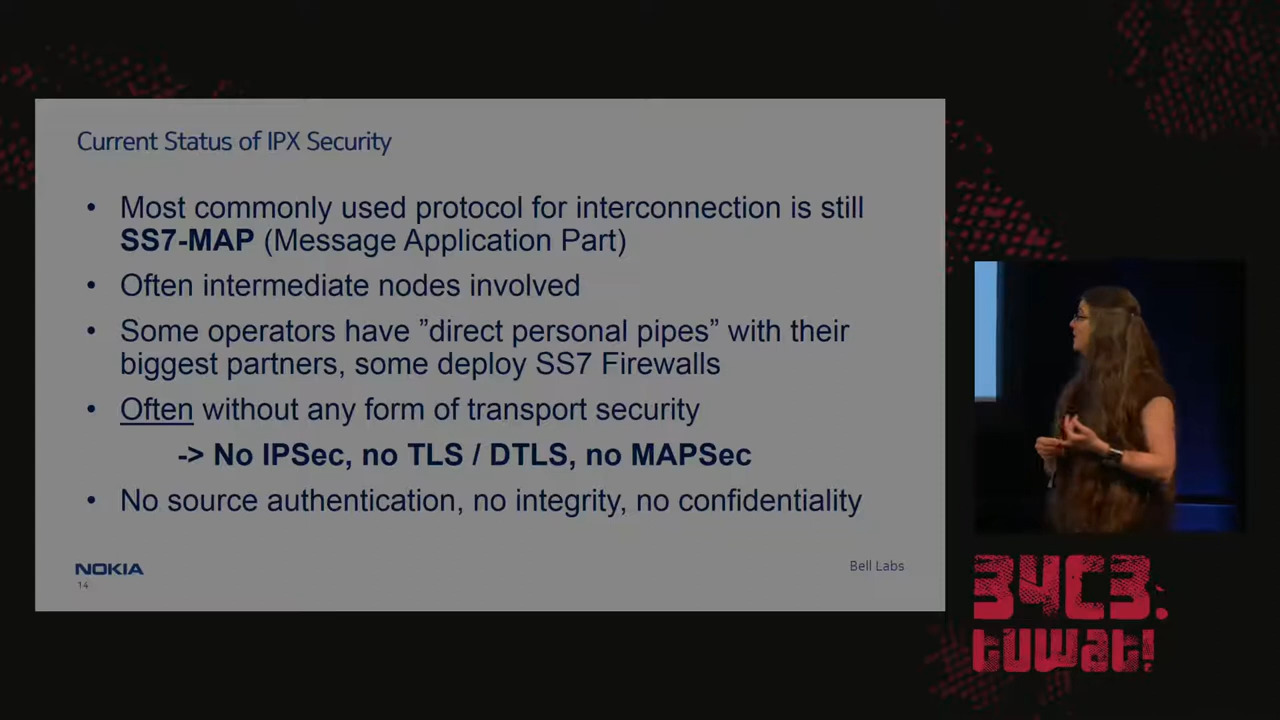 Current Status of IPX Security
• Most commonly used protocol for interconnection is still
SS7-MAP (Message Application Part)
• Often intermediate nodes involved
• Some operators have ”direct personal pipes” with their
biggest partners, some deploy SS7 Firewalls
• Often without any form of transport security
-> No IPSec, no TLS / DTLS, no MAPSec
• No source authentication, no integrity, no confidentiality
NOKIA
14
Bell Labs
34C3.
tuwat!